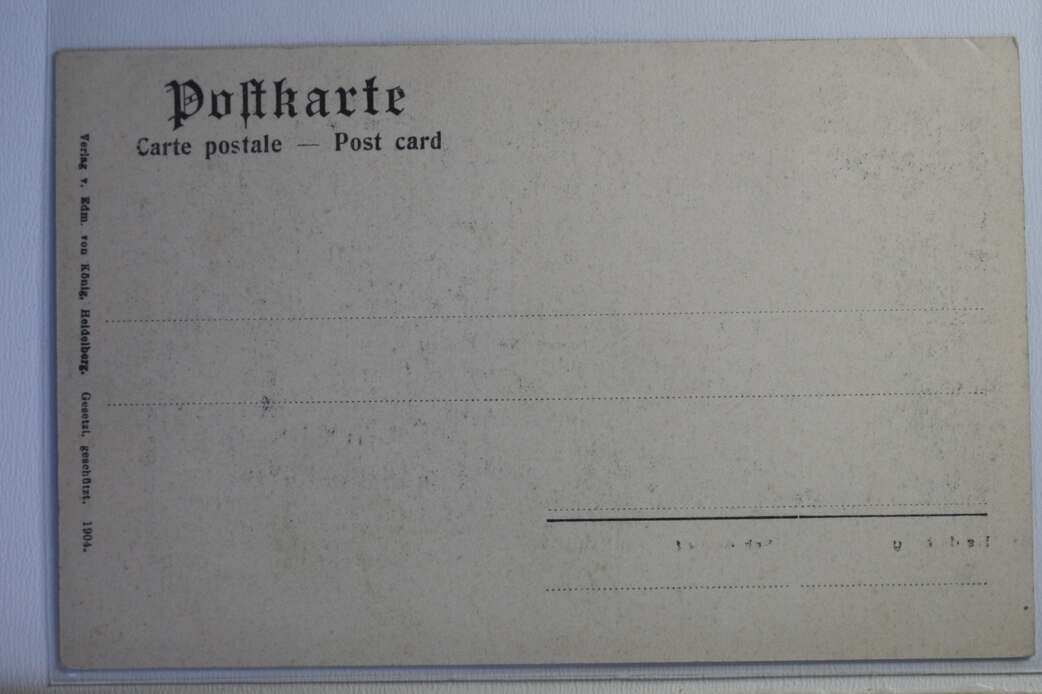 Postkarte
Carte postale — Post card
Verlag v. Edm. von König, Heidelberg. Gesetzl. geschützt. 1904.